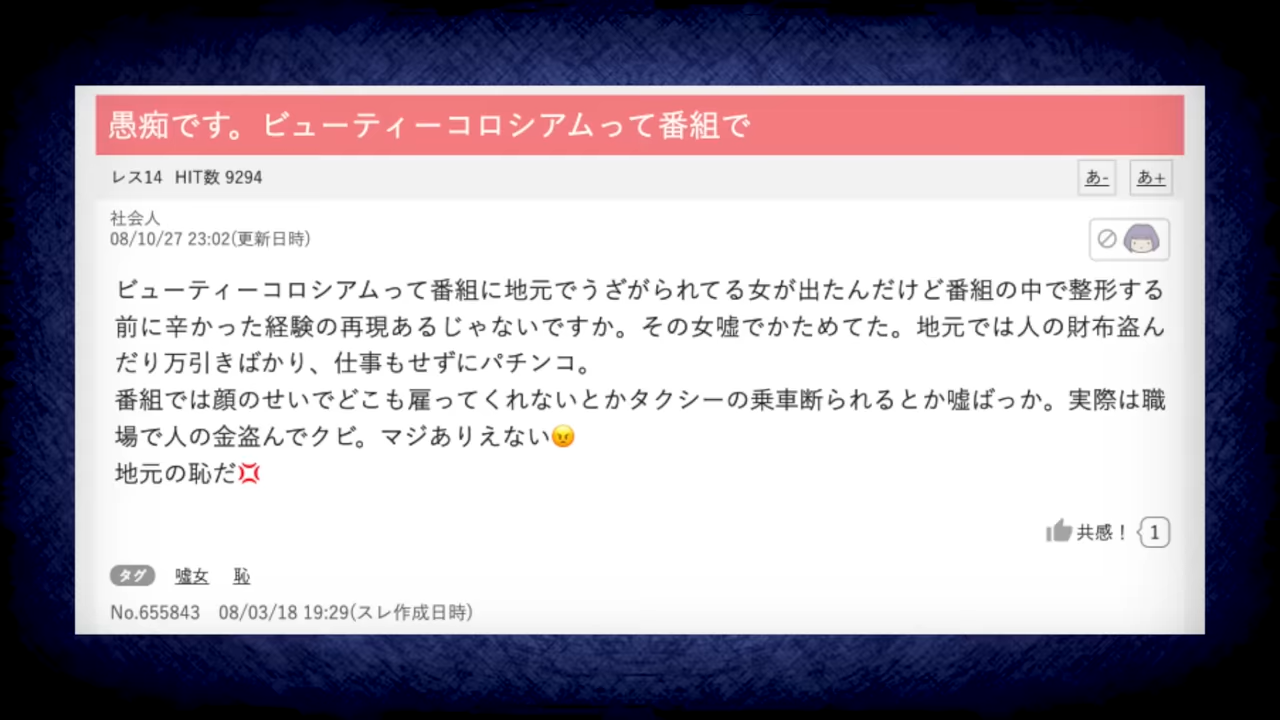 愚痴です。ビューティーコロシアムって番組で
レス14 HIT数 9294
あ- あ+
社会人
08/10/27 23:02(更新日時)
ビューティーコロシアムって番組に地元でうざがられてる女が出たんだけど番組の中で整形する
前に辛かった経験の再現あるじゃないですか。その女嘘でかためてた。地元では人の財布盗ん
だり万引きばかり、仕事もせずにパチンコ。
番組では顔のせいでどこも雇ってくれないとかタクシーの乗車断られるとか嘘ばっか。実際は職
場で人の金盗んでクビ。マジありえない😠
地元の恥だ💢
共感！ 1
タグ 嘘女 恥
No.655843 08/03/18 19:29(スレ作成日時)